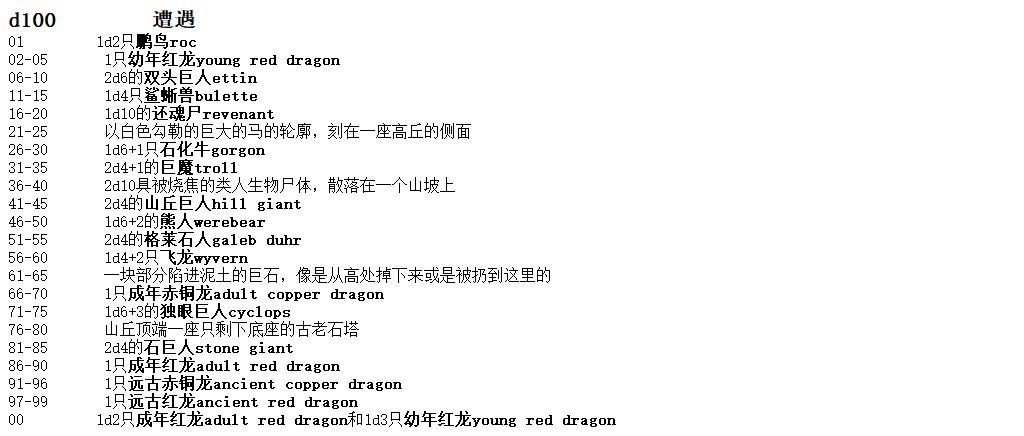 d100 遭遇
01 1d2只鹏鸟roc
02-05 1只幼年红龙young red dragon
06-10 2d6的双头巨人ettin
11-15 1d4只鲨蜥兽bulette
16-20 1d10的还魂尸revenant
21-25 以白色勾勒的巨大的马的轮廓，刻在一座高丘的侧面
26-30 1d6+1只石化牛gorgon
31-35 2d4+1的巨魔troll
36-40 2d10具被烧焦的类人生物尸体，散落在一个山坡上
41-45 2d4的山丘巨人hill giant
46-50 1d6+2的熊人werebear
51-55 2d4的格莱石人galeb duhr
56-60 1d4+2只飞龙wyvern
61-65 一块部分陷进泥土的巨石，像是从高处掉下来或是被扔到这里的
66-70 1只成年赤铜龙adult copper dragon
71-75 1d6+3的独眼巨人cyclops
76-80 山丘顶端一座只剩下底座的古老石塔
81-85 2d4的石巨人stone giant
86-90 1只成年红龙adult red dragon
91-96 1只远古赤铜龙ancient copper dragon
97-99 1只远古红龙ancient red dragon
00 1d2只成年红龙adult red dragon和1d3只幼年红龙young red dragon